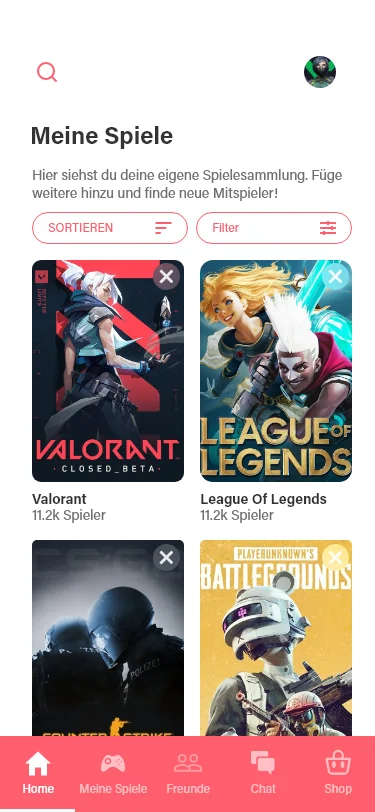 Meine Spiele
Hier siehst du deine eigene Spielesammlung. Füge
weitere hinzu und finde neue Mitspieler!
SORTIEREN
Filter
VALORANT
CLOSED_BETA
LEAGUE OF
LEGENDS
Valorant
11.2k Spieler
League Of Legends
11.2k Spieler
POLIZEI
COUNTER STRIKE
PLAYERUNKNOWN'S
BATTLEGROUNDS
Home
Meine Spiele
Freunde
Chat
Shop